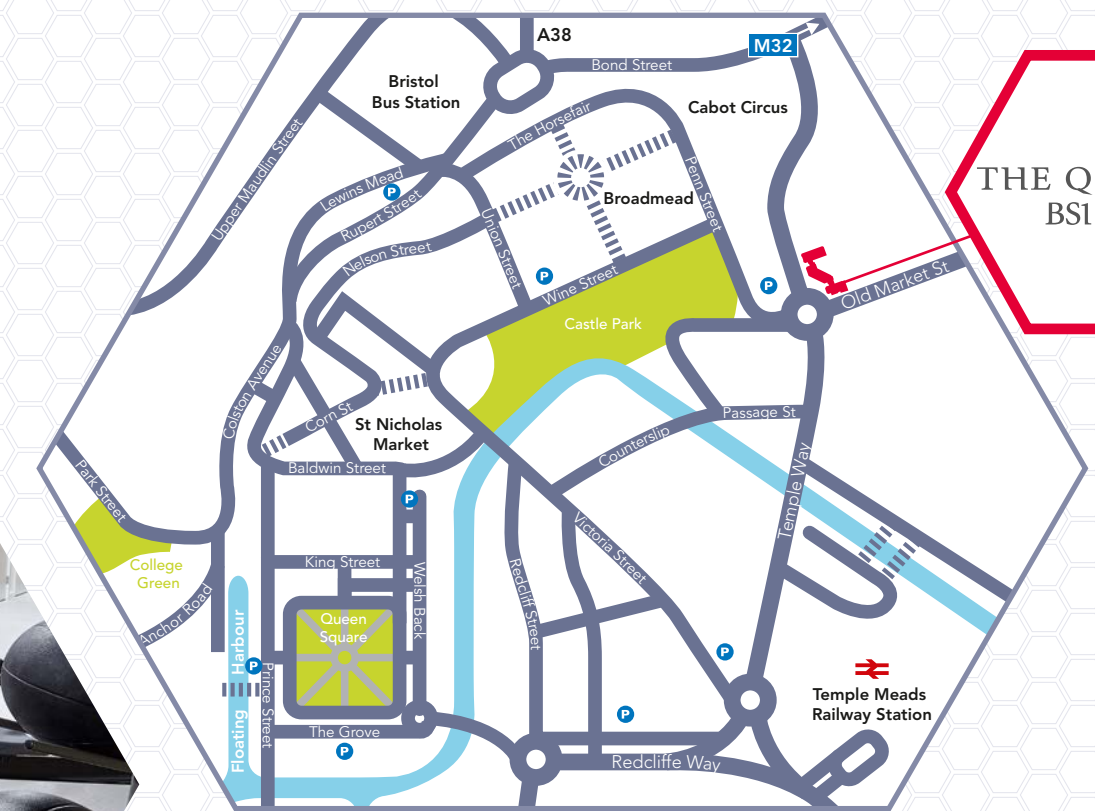 A38
M32
Bond Street
Bristol
Bus Station
Cabot Circus
The Horsefair
Upper Maudlin Street
Lewins Mead
P
Rupert Street
Broadmead
Penn Street
THE Q
BS1
Union Street
Nelson Street
P
Wine Street
P
Old Market St
Castle Park
Colston Avenue
Corn St
St Nicholas
Market
Passage St
Counterslip
Baldwin Street
Park Street
P
Temple Way
Victoria Street
College
Green
King Street
Welsh Back
Redcliff Street
Anchor Road
Floating Harbour
Queen
Square
P
Prince Street
P
Temple Meads
Railway Station
P
The Grove
P
Redcliffe Way